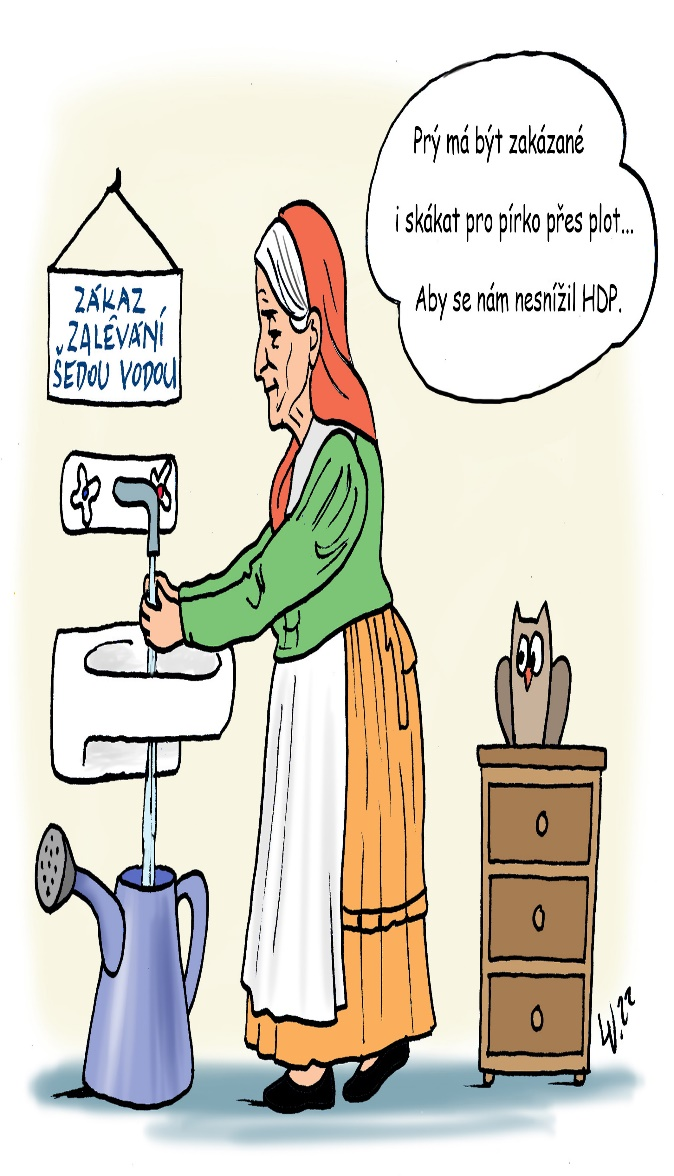 Prý má být zakázané
i skákat pro pírko přes plot...
Aby se nám nesnížil HDP.
ZÁKAZ
ZALÉVÁNÍ
ŠEDOU VODOU